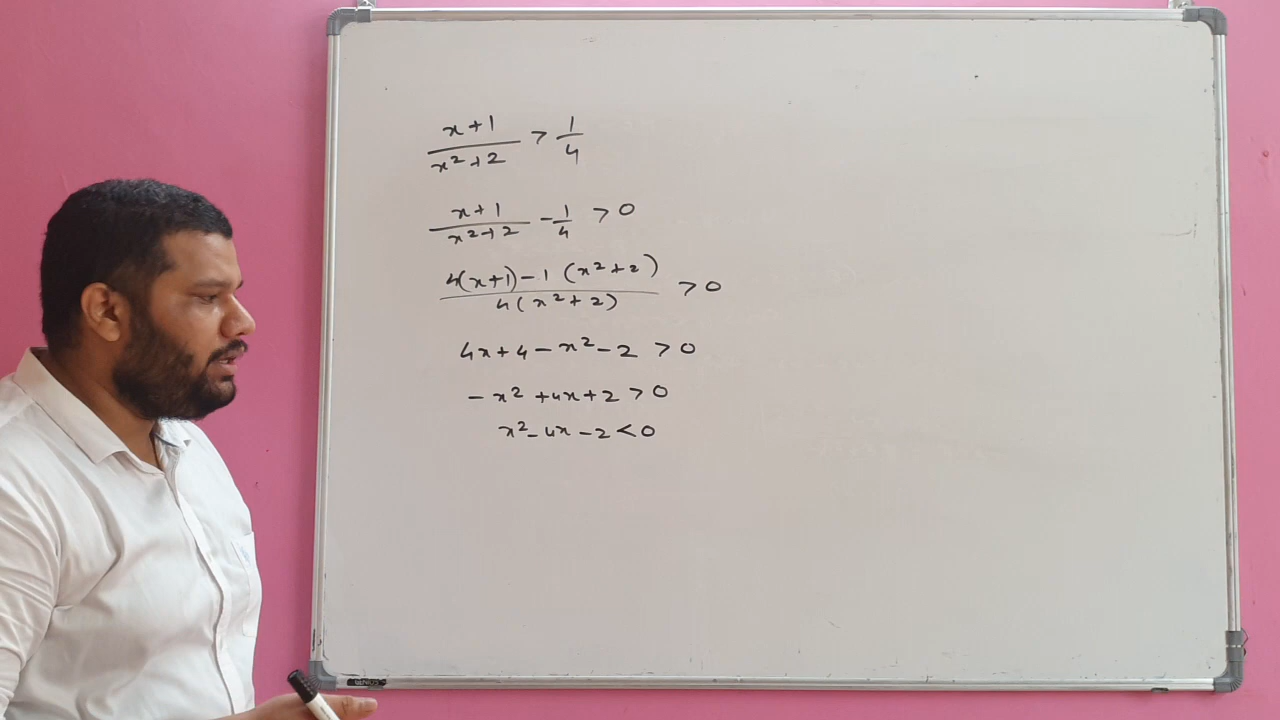 x+1/x²+2 > 1/4
x+1/x²+2 - 1/4 > 0
4(x+1)-1(x²+2)/4(x²+2) > 0
4x+4-x²-2 > 0
-x²+4x+2 > 0
x²-4x-2 < 0